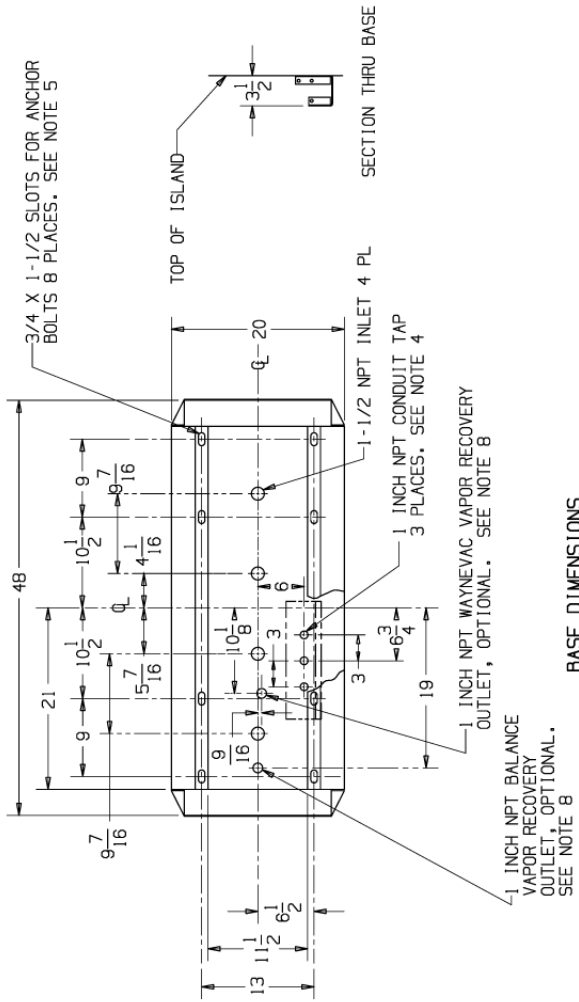 3/4 X 1-1/2 SLOTS FOR ANCHOR
BOLTS 8 PLACES. SEE NOTE 5
TOP OF ISLAND
3 1/2
SECTION THRU BASE
48
21
9
10 1/2
10 1/2
9
CL
9 7/16
5 7/16
4 1/16
9 7/16
20
CL
1-1/2 NPT INLET 4 PL
6
1 INCH NPT CONDUIT TAP
3 PLACES. SEE NOTE 4
10 1/8
3
9/16
6 3/4
3
19
1 INCH NPT WAYNEVAC VAPOR RECOVERY
OUTLET, OPTIONAL. SEE NOTE 8
1 INCH NPT BALANCE
VAPOR RECOVERY
OUTLET, OPTIONAL.
SEE NOTE 8
6 1/2
11 1/2
13
BASE DIMENSIONS